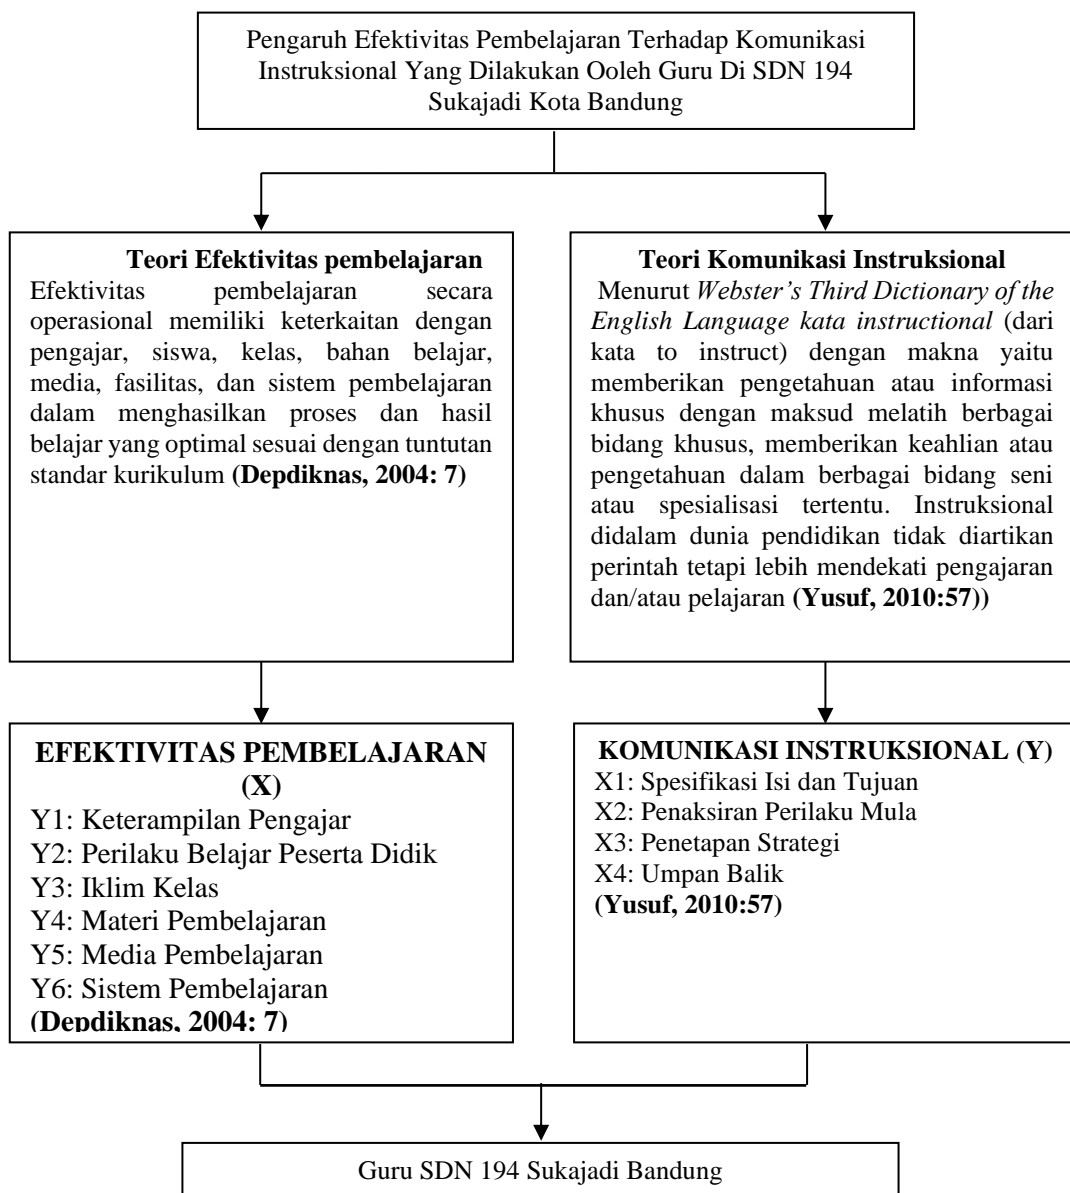 Pengaruh Efektivitas Pembelajaran Terhadap Komunikasi
Instruksional Yang Dilakukan Ooleh Guru Di SDN 194
Sukajadi Kota Bandung
Teori Efektivitas pembelajaran
Efektivitas pembelajaran secara
operasional memiliki keterkaitan dengan
pengajar, siswa, kelas, bahan belajar,
media, fasilitas, dan sistem pembelajaran
dalam menghasilkan proses dan hasil
belajar yang optimal sesuai dengan tuntutan
standar kurikulum (Depdiknas, 2004: 7)
Teori Komunikasi Instruksional
Menurut Webster’s Third Dictionary of the
English Language kata instructional (dari
kata to instruct) dengan makna yaitu
memberikan pengetahuan atau informasi
khusus dengan maksud melatih berbagai
bidang khusus, memberikan keahlian atau
pengetahuan dalam berbagai bidang seni
atau spesialisasi tertentu. Instruksional
didalam dunia pendidikan tidak diartikan
perintah tetapi lebih mendekati pengajaran
dan/atau pelajaran (Yusuf, 2010:57))
EFEKTIVITAS PEMBELAJARAN
(X)
Y1: Keterampilan Pengajar
Y2: Perilaku Belajar Peserta Didik
Y3: Iklim Kelas
Y4: Materi Pembelajaran
Y5: Media Pembelajaran
Y6: Sistem Pembelajaran
(Depdiknas, 2004: 7)
KOMUNIKASI INSTRUKSIONAL (Y)
X1: Spesifikasi Isi dan Tujuan
X2: Penaksiran Perilaku Mula
X3: Penetapan Strategi
X4: Umpan Balik
(Yusuf, 2010:57)
Guru SDN 194 Sukajadi Bandung